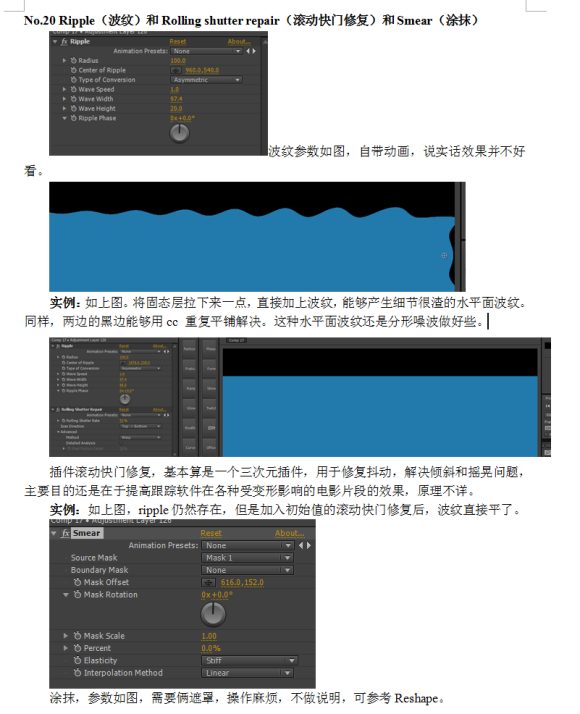 No.20 Ripple（波纹）和 Rolling shutter repair（滚动快门修复）和 Smear（涂抹）
fx Ripple Reset About...
Animation Presets: None
Radius 100.0
Center of Ripple 960.0,540.0
Type of Conversion Asymmetric
Wave Speed 1.0
Wave Width 97.4
Wave Height 20.0
Ripple Phase 0x+0.0°
波纹参数如图，自带动画，说实话效果并不好
看。
实例：如上图。将固态层拉下来一点，直接加上波纹，能够产生细节很渣的水平面波纹。
同样，两边的黑边能够用 cc 重复平铺解决。这种水平面波纹还是分形噪波做好些。
插件滚动快门修复，基本算是一个三次元插件，用于修复抖动，解决倾斜和摇晃问题，
主要目的还是在于提高跟踪软件在各种受变形影响的电影片段的效果，原理不详。
实例：如上图，ripple 仍然存在，但是加入初始值的滚动快门修复后，波纹直接平了。
Comp 17 • Adjustment Layer 126
fx Smear Reset About...
Animation Presets: None
Source Mask Mask 1
Boundary Mask None
Mask Offset 616.0,152.0
Mask Rotation 0x+0.0°
Mask Scale 1.00
Percent 0.0%
Elasticity Stiff
Interpolation Method Linear
涂抹，参数如图，需要俩遮罩，操作麻烦，不做说明，可参考 Reshape。